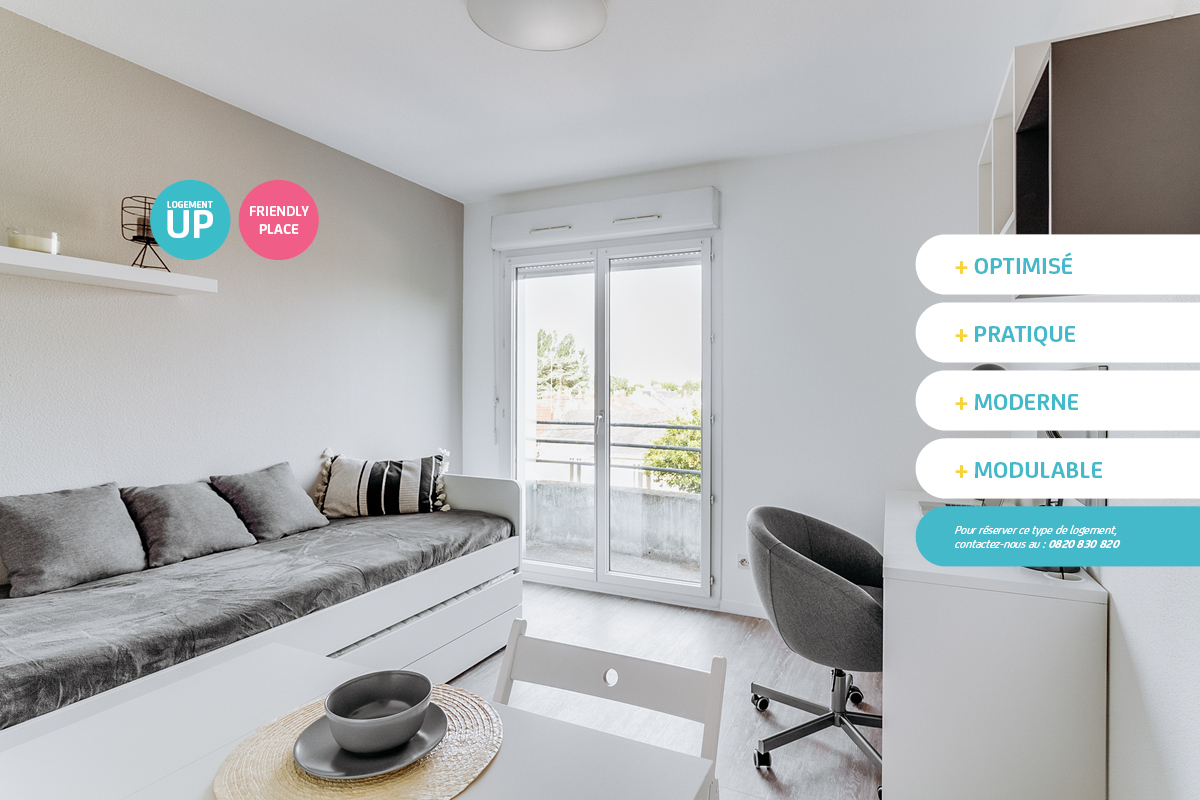 LOGEMENT
UP
FRIENDLY
PLACE
+ OPTIMISÉ
+ PRATIQUE
+ MODERNE
+ MODULABLE
Pour réserver ce type de logement,
contactez-nous au : 0820 830 820